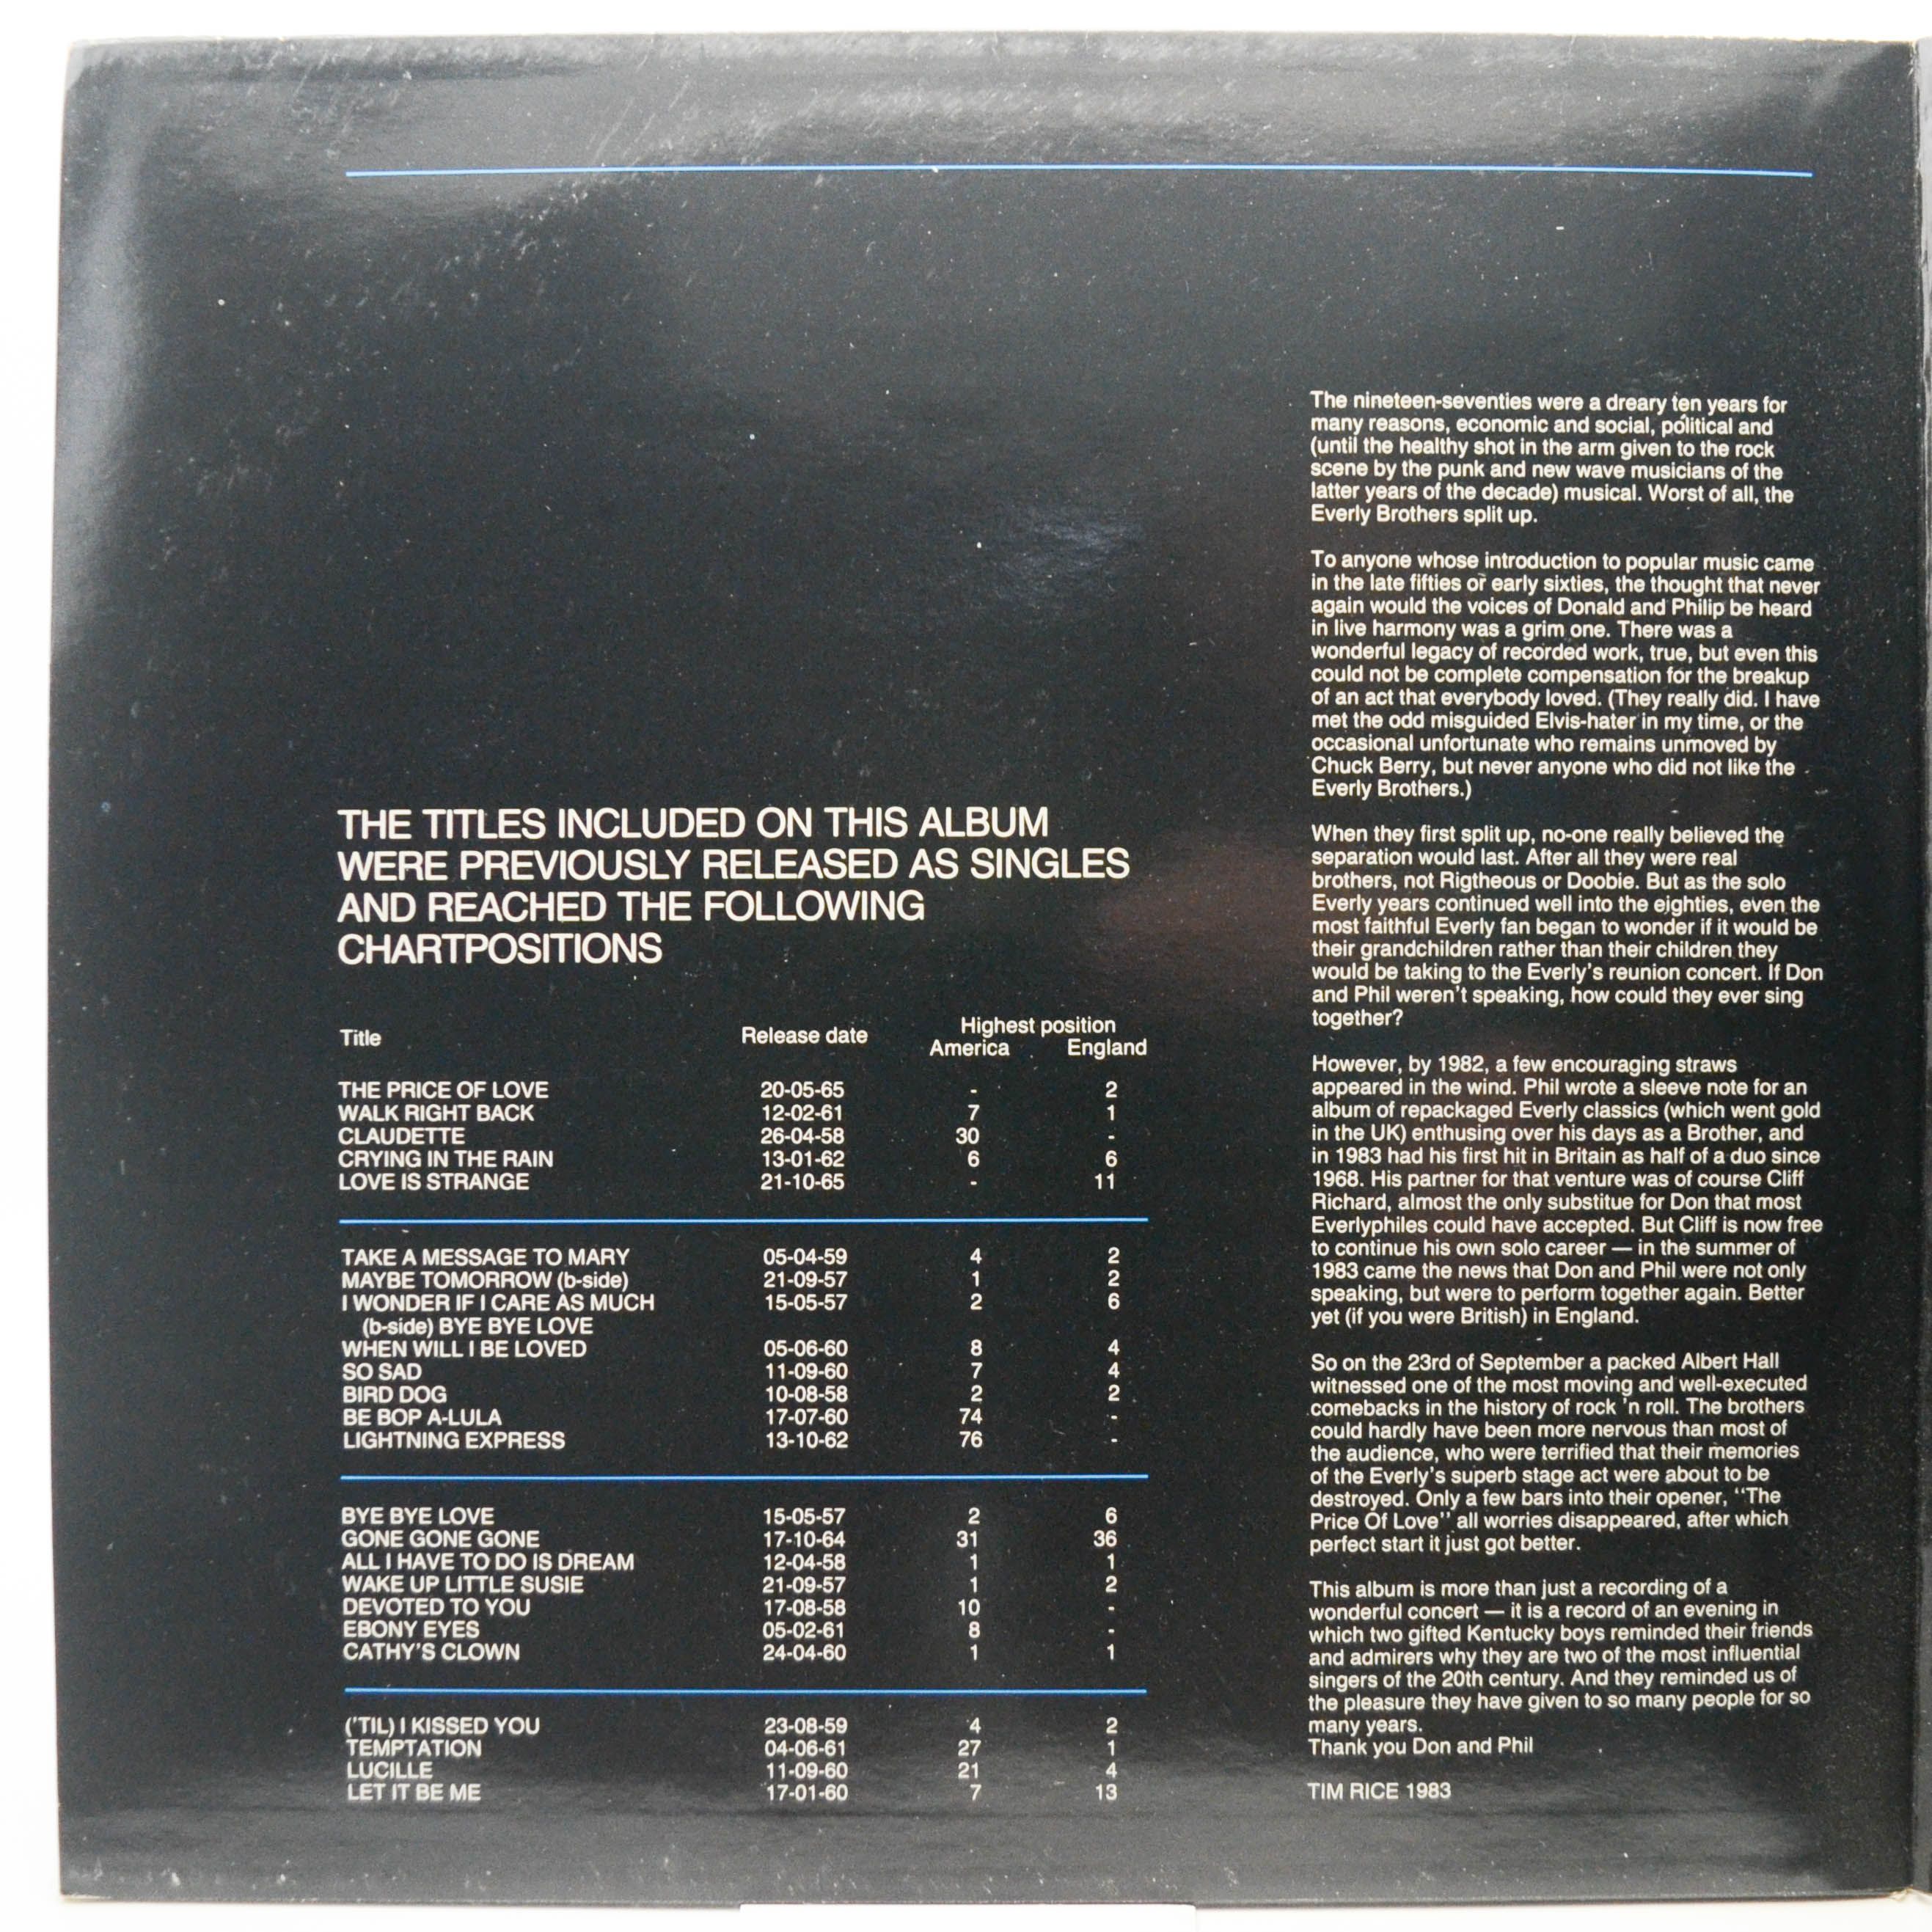 THE TITLES INCLUDED ON THIS ALBUM
WERE PREVIOUSLY RELEASED AS SINGLES
AND REACHED THE FOLLOWING
CHARTPOSITIONS
Title Release date Highest position
America England
THE PRICE OF LOVE 20-05-65 - 2
WALK RIGHT BACK 12-02-61 7 1
CLAUDETTE 26-04-58 30 -
CRYING IN THE RAIN 13-01-62 6 6
LOVE IS STRANGE 21-10-65 - 11
TAKE A MESSAGE TO MARY 05-04-59 4 2
MAYBE TOMORROW (b-side) 21-09-57 1 2
I WONDER IF I CARE AS MUCH 15-05-57 2 6
(b-side) BYE BYE LOVE
WHEN WILL I BE LOVED 05-06-60 8 4
SO SAD 11-09-60 7 4
BIRD DOG 10-08-58 2 2
BE BOP A-LULA 17-07-60 74 -
LIGHTNING EXPRESS 13-10-62 76 -
BYE BYE LOVE 15-05-57 2 6
GONE GONE GONE 17-10-64 31 36
ALL I HAVE TO DO IS DREAM 12-04-58 1 1
WAKE UP LITTLE SUSIE 21-09-57 1 2
DEVOTED TO YOU 17-08-58 10 -
EBONY EYES 05-02-61 8 -
CATHY'S CLOWN 24-04-60 1 1
('TIL) I KISSED YOU 23-08-59 4 2
TEMPTATION 04-06-61 27 1
LUCILLE 11-09-60 21 4
LET IT BE ME 17-01-60 7 13
The nineteen-seventies were a dreary ten years for
many reasons, economic and social, political and
(until the healthy shot in the arm given to the rock
scene by the punk and new wave musicians of the
latter years of the decade) musical. Worst of all, the
Everly Brothers split up.
To anyone whose introduction to popular music came
in the late fifties or early sixties, the thought that never
again would the voices of Donald and Philip be heard
in live harmony was a grim one. There was a
wonderful legacy of recorded work, true, but even this
could not be complete compensation for the breakup
of an act that everybody loved. (They really did. I have
met the odd misguided Elvis-hater in my time, or the
occasional unfortunate who remains unmoved by
Chuck Berry, but never anyone who did not like the
Everly Brothers.)
When they first split up, no-one really believed the
separation would last. After all they were real
brothers, not Rigtheous or Doobie. But as the solo
Everly years continued well into the eighties, even the
most faithful Everly fan began to wonder if it would be
their grandchildren rather than their children they
would be taking to the Everly's reunion concert. If Don
and Phil weren't speaking, how could they ever sing
together?
However, by 1982, a few encouraging straws
appeared in the wind. Phil wrote a sleeve note for an
album of repackaged Everly classics (which went gold
in the UK) enthusing over his days as a Brother, and
in 1983 had his first hit in Britain as half of a duo since
1968. His partner for that venture was of course Cliff
Richard, almost the only substitue for Don that most
Everlyphiles could have accepted. But Cliff is now free
to continue his own solo career — in the summer of
1983 came the news that Don and Phil were not only
speaking, but were to perform together again. Better
yet (if you were British) in England.
So on the 23rd of September a packed Albert Hall
witnessed one of the most moving and well-executed
comebacks in the history of rock 'n roll. The brothers
could hardly have been more nervous than most of
the audience, who were terrified that their memories
of the Everly's superb stage act were about to be
destroyed. Only a few bars into their opener, "The
Price Of Love" all worries disappeared, after which
perfect start it just got better.
This album is more than just a recording of a
wonderful concert — it is a record of an evening in
which two gifted Kentucky boys reminded their friends
and admirers why they are two of the most influential
singers of the 20th century. And they reminded us of
the pleasure they have given to so many people for so
many years.
Thank you Don and Phil
TIM RICE 1983